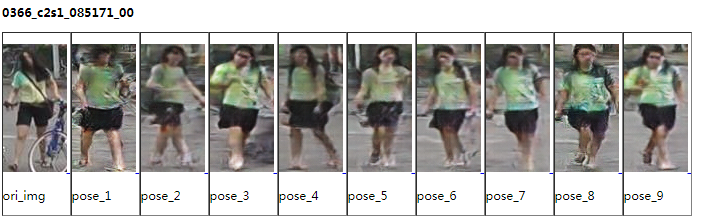 0366_c2s1_085171_00
ori_img pose_1 pose_2 pose_3 pose_4 pose_5 pose_6 pose_7 pose_8 pose_9